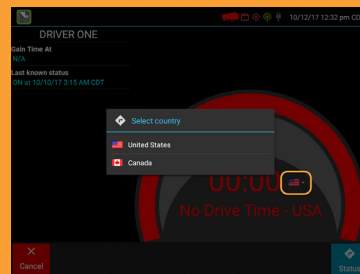 10/12/17 12:32 pm CD
DRIVER ONE
Gain Time At
N/A
Last known status
ON at 10/10/17 3:15 AM CDT
Select country
United States
Canada
00:00
No Drive Time - USA
Cancel
Status